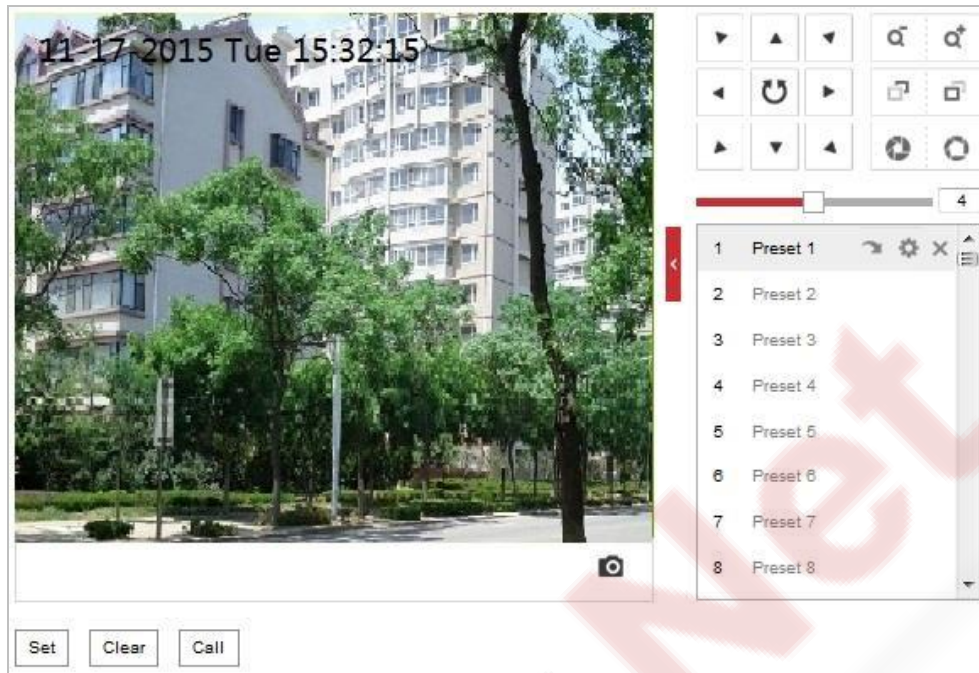 11-17-2015 Tue 15:32:15
4
1 Preset 1
2 Preset 2
3 Preset 3
4 Preset 4
5 Preset 5
6 Preset 6
7 Preset 7
8 Preset 8
Set Clear Call
Net